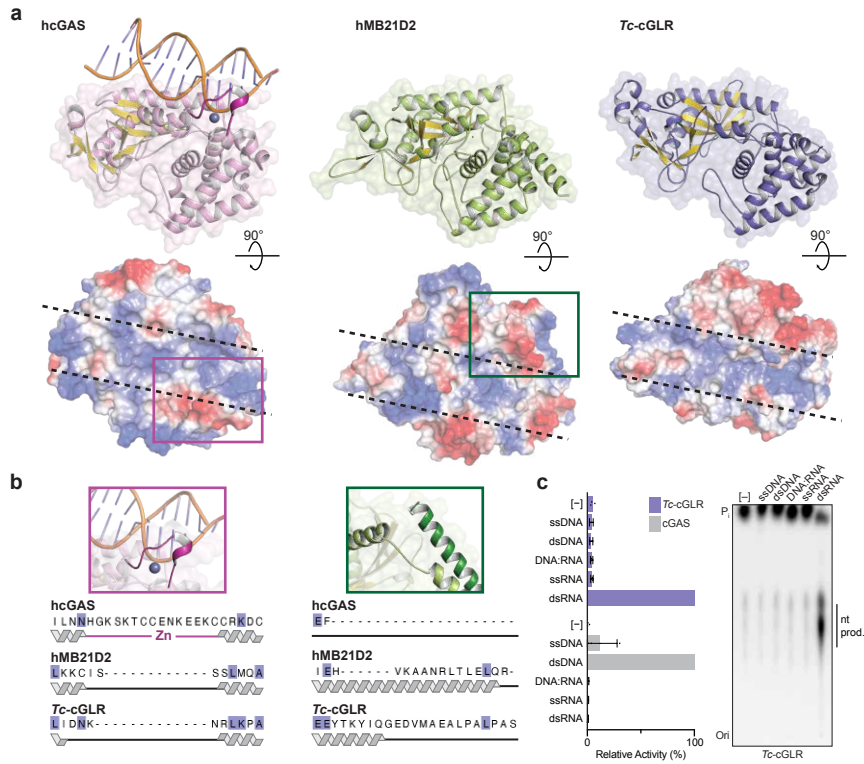 a
hcGAS
hMB21D2
Tc-cGLR
90°
90°
90°
b
hcGAS
ILNNHGKSKTCCENKEEKCCRKDC
Zn
hMB21D2
LKKCIS-----------SSLMQA
Tc-cGLR
LIDNK-----------NRLKPA
EF-
hMB21D2
IEH------VKAANRLTLELQR-
Tc-cGLR
EEYTKYIQGEDVMAEALPALPAS
c
[–]
ssDNA
dsDNA
DNA:RNA
ssRNA
dsRNA
[–]
ssDNA
dsDNA
DNA:RNA
ssRNA
dsRNA
Tc-cGLR
cGAS
0
100
Relative Activity (%)
[–]
ssDNA
dsDNA
DNA:RNA
ssRNA
dsRNA
Pi
nt
prod.
Ori
Tc-cGLR